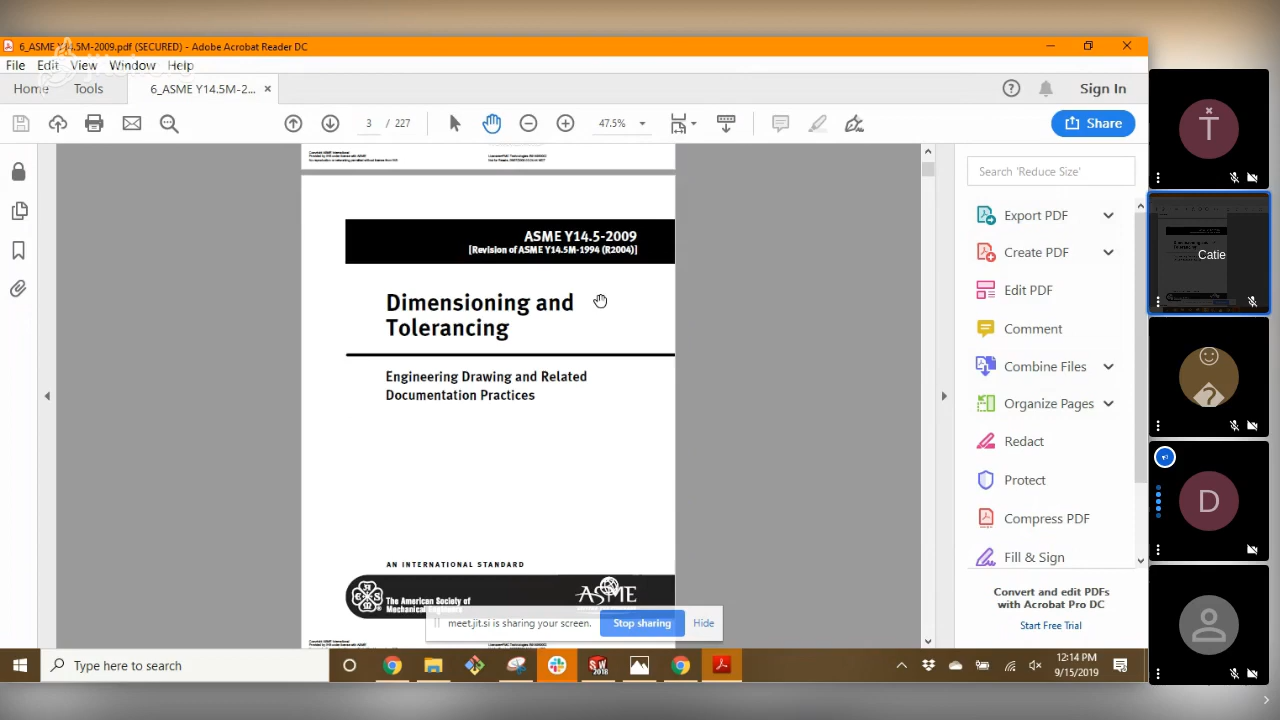 6_ASME Y14.5M-2009.pdf (SECURED) - Adobe Acrobat Reader DC
File Edit View Window Help
Home Tools 6_ASME Y14.5M-2... × Sign In
3 / 227 47.5% Share
Search 'Reduce Size'
ASME Y14.5-2009
[Revision of ASME Y14.5M-1994 (R2004)]
Dimensioning and
Tolerancing
Engineering Drawing and Related
Documentation Practices
AN INTERNATIONAL STANDARD
The American Society of
Mechanical Engineers
ASME
Export PDF
Create PDF
Edit PDF
Comment
Combine Files
Organize Pages
Redact
Protect
Compress PDF
Fill & Sign
Convert and edit PDFs
with Acrobat Pro DC
Start Free Trial
T
Catie
D
meet.jit.si is sharing your screen. Stop sharing Hide
Type here to search
SW
2018
12:14 PM
9/15/2019